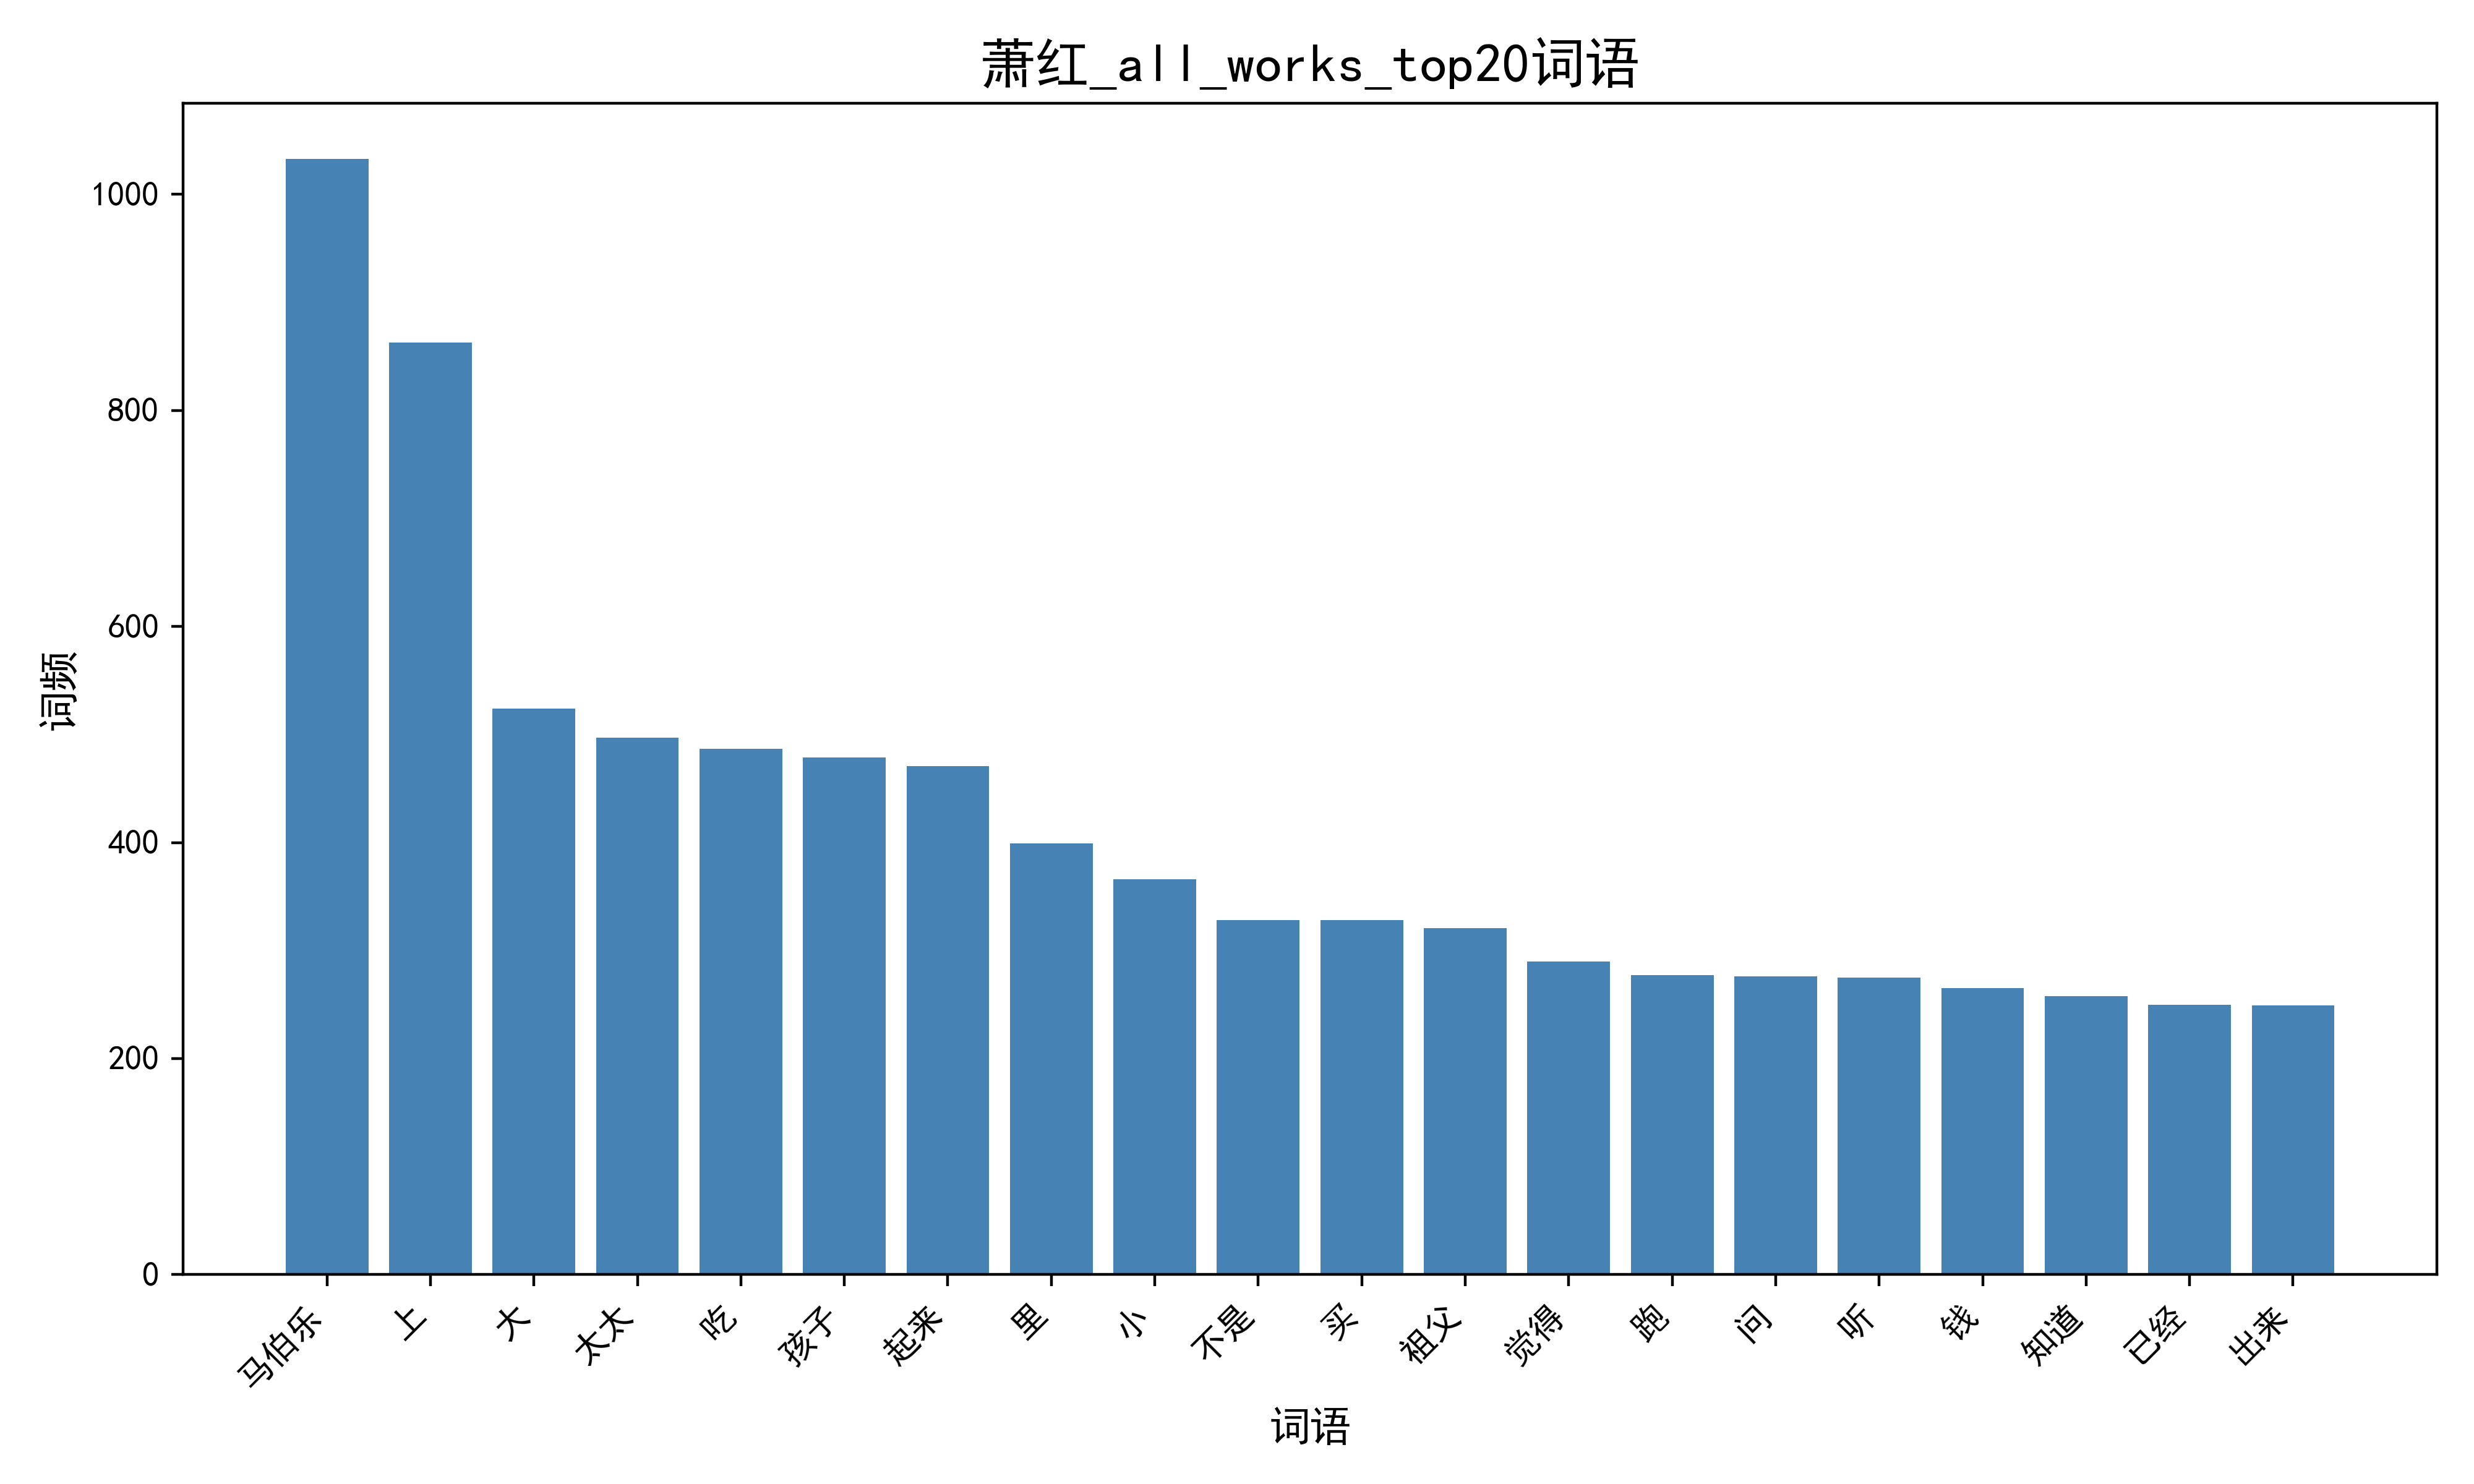 萧红_all_works_top20词语
词频
1000
800
600
400
200
0
马伯乐 上 大 太太 吃 孩子 起来 里 小 不是 买 祖父 觉得 跑 问 听 钱 知道 已经 出来
词语